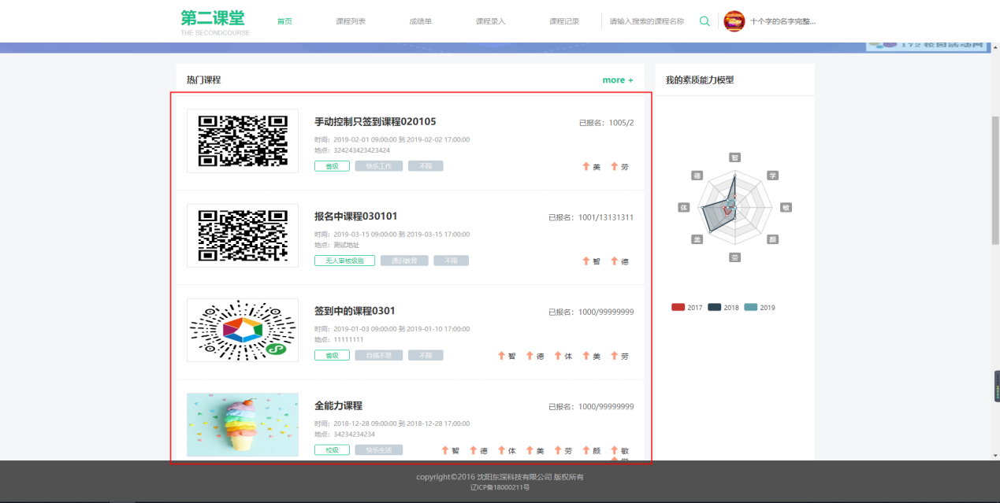 第二课堂
THE SECONDCOURSE
首页 课程列表 成绩单 课程录入 课程记录 请输入搜索的课程名称 十个字的名字完整...
172校园活动网
热门课程 more +
手动控制只签到课程020105 已报名：1005/2
时间：2019-02-01 09:00:00 到 2019-02-02 17:00:00
地点：324243423423424
省级 快乐工作 不限 美 劳
报名中课程030101 已报名：1001/13131311
时间：2019-03-15 09:00:00 到 2019-03-15 17:00:00
地点：测试地址
无人审核级别 通识教育 不限 智 德
签到中的课程0301 已报名：1000/99999999
时间：2019-01-03 09:00:00 到 2019-01-10 17:00:00
地点：11111111
省级 自强不息 不限 智 德 体 美 劳
全能力课程 已报名：1000/99999999
时间：2018-12-28 09:00:00 到 2018-12-28 17:00:00
地点：34234234234
校级 快乐生活 智 德 体 美 劳 颜 敏
我的素质能力模型
智
德 学
体 敏
美 颜
劳
2017 2018 2019
copyright©2016 沈阳东深科技有限公司 版权所有
辽ICP备18000211号